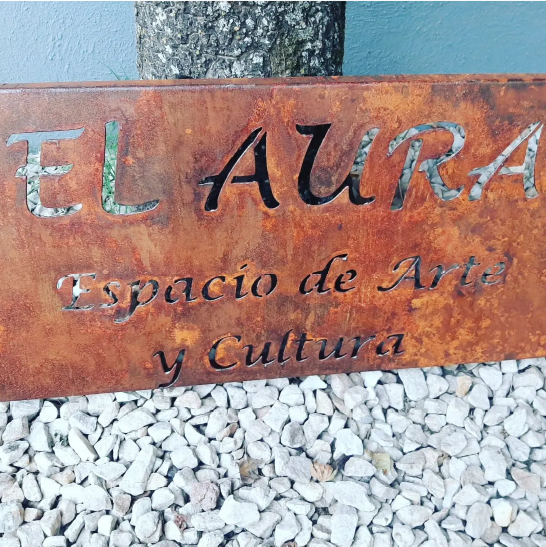 EL AURA
Espacio de Arte
y Cultura